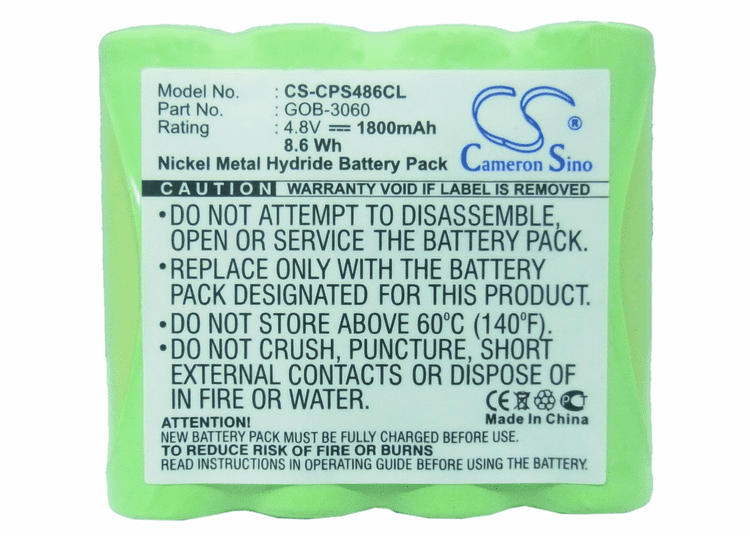 Model No. : CS-CPS486CL
Part No. : GOB-3060
Rating : 4.8V 1800mAh
8.6 Wh
Nickel Metal Hydride Battery Pack
CS®
Cameron Sino
CAUTION WARRANTY VOID IF LABEL IS REMOVED
•DO NOT ATTEMPT TO DISASSEMBLE,
OPEN OR SERVICE THE BATTERY PACK.
•REPLACE ONLY WITH THE BATTERY
PACK DESIGNATED FOR THIS PRODUCT.
•DO NOT STORE ABOVE 60ºC (140ºF).
•DO NOT CRUSH, PUNCTURE, SHORT
EXTERNAL CONTACTS OR DISPOSE
IN FIRE OR WATER.
CE
Made In China
ATTENTION!
NEW BATTERY PACK MUST BE FULLY CHARGED BEFORE USE.
TO REDUCE RISK OF FIRE OR BURNS
READ INSTRUCTIONS IN OPERATING GUIDE BEFORE USING THE BATTERY.